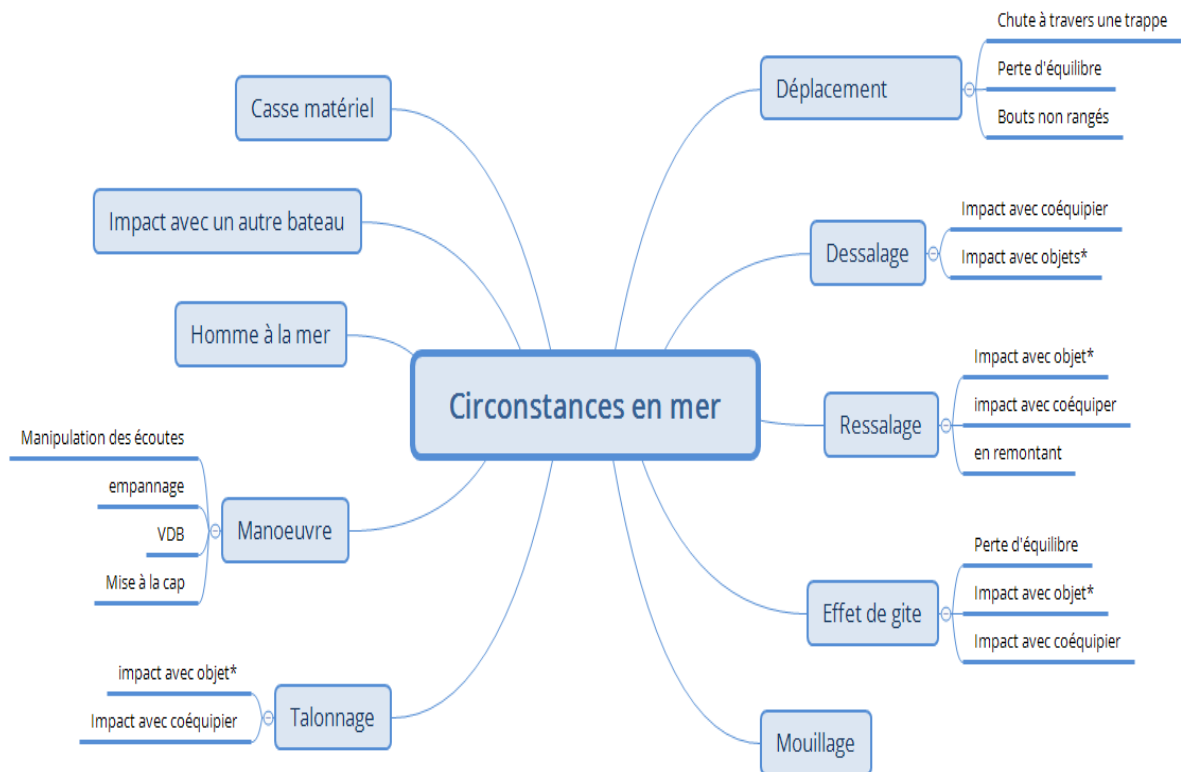 Circonstances en mer
Déplacement
Chute à travers une trappe
Perte d'équilibre
Bouts non rangés
Dessalage
Impact avec coéquipier
Impact avec objets*
Ressalage
Impact avec objet*
impact avec coéquiper
en remontant
Effet de gite
Perte d'équilibre
Impact avec objet*
Impact avec coéquipier
Mouillage
Casse matériel
Impact avec un autre bateau
Homme à la mer
Manoeuvre
Manipulation des écoutes
empannage
VDB
Mise à la cap
Talonnage
impact avec objet*
Impact avec coéquipier